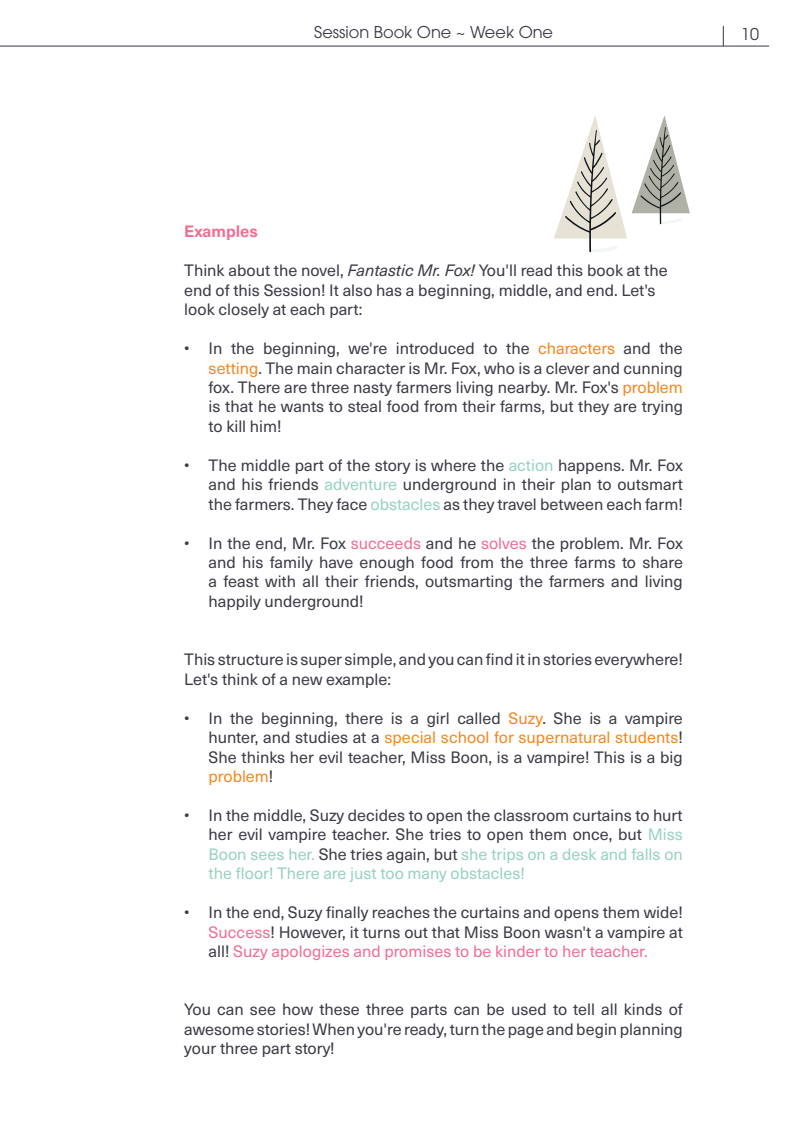 Session Book One ~ Week One
10
Examples
Think about the novel, Fantastic Mr. Fox! You'll read this book at the
end of this Session! It also has a beginning, middle, and end. Let's
look closely at each part:
• In the beginning, we're introduced to the characters and the
setting. The main character is Mr. Fox, who is a clever and cunning
fox. There are three nasty farmers living nearby. Mr. Fox's problem
is that he wants to steal food from their farms, but they are trying
to kill him!
• The middle part of the story is where the action happens. Mr. Fox
and his friends adventure underground in their plan to outsmart
the farmers. They face obstacles as they travel between each farm!
• In the end, Mr. Fox succeeds and he solves the problem. Mr. Fox
and his family have enough food from the three farms to share
a feast with all their friends, outsmarting the farmers and living
happily underground!
This structure is super simple, and you can find it in stories everywhere!
Let's think of a new example:
• In the beginning, there is a girl called Suzy. She is a vampire
hunter, and studies at a special school for supernatural students!
She thinks her evil teacher, Miss Boon, is a vampire! This is a big
problem!
• In the middle, Suzy decides to open the classroom curtains to hurt
her evil vampire teacher. She tries to open them once, but Miss
Boon sees her. She tries again, but she trips on a desk and falls on
the floor! There are just too many obstacles!
• In the end, Suzy finally reaches the curtains and opens them wide!
Success! However, it turns out that Miss Boon wasn't a vampire at
all! Suzy apologizes and promises to be kinder to her teacher.
You can see how these three parts can be used to tell all kinds of
awesome stories! When you're ready, turn the page and begin planning
your three part story!